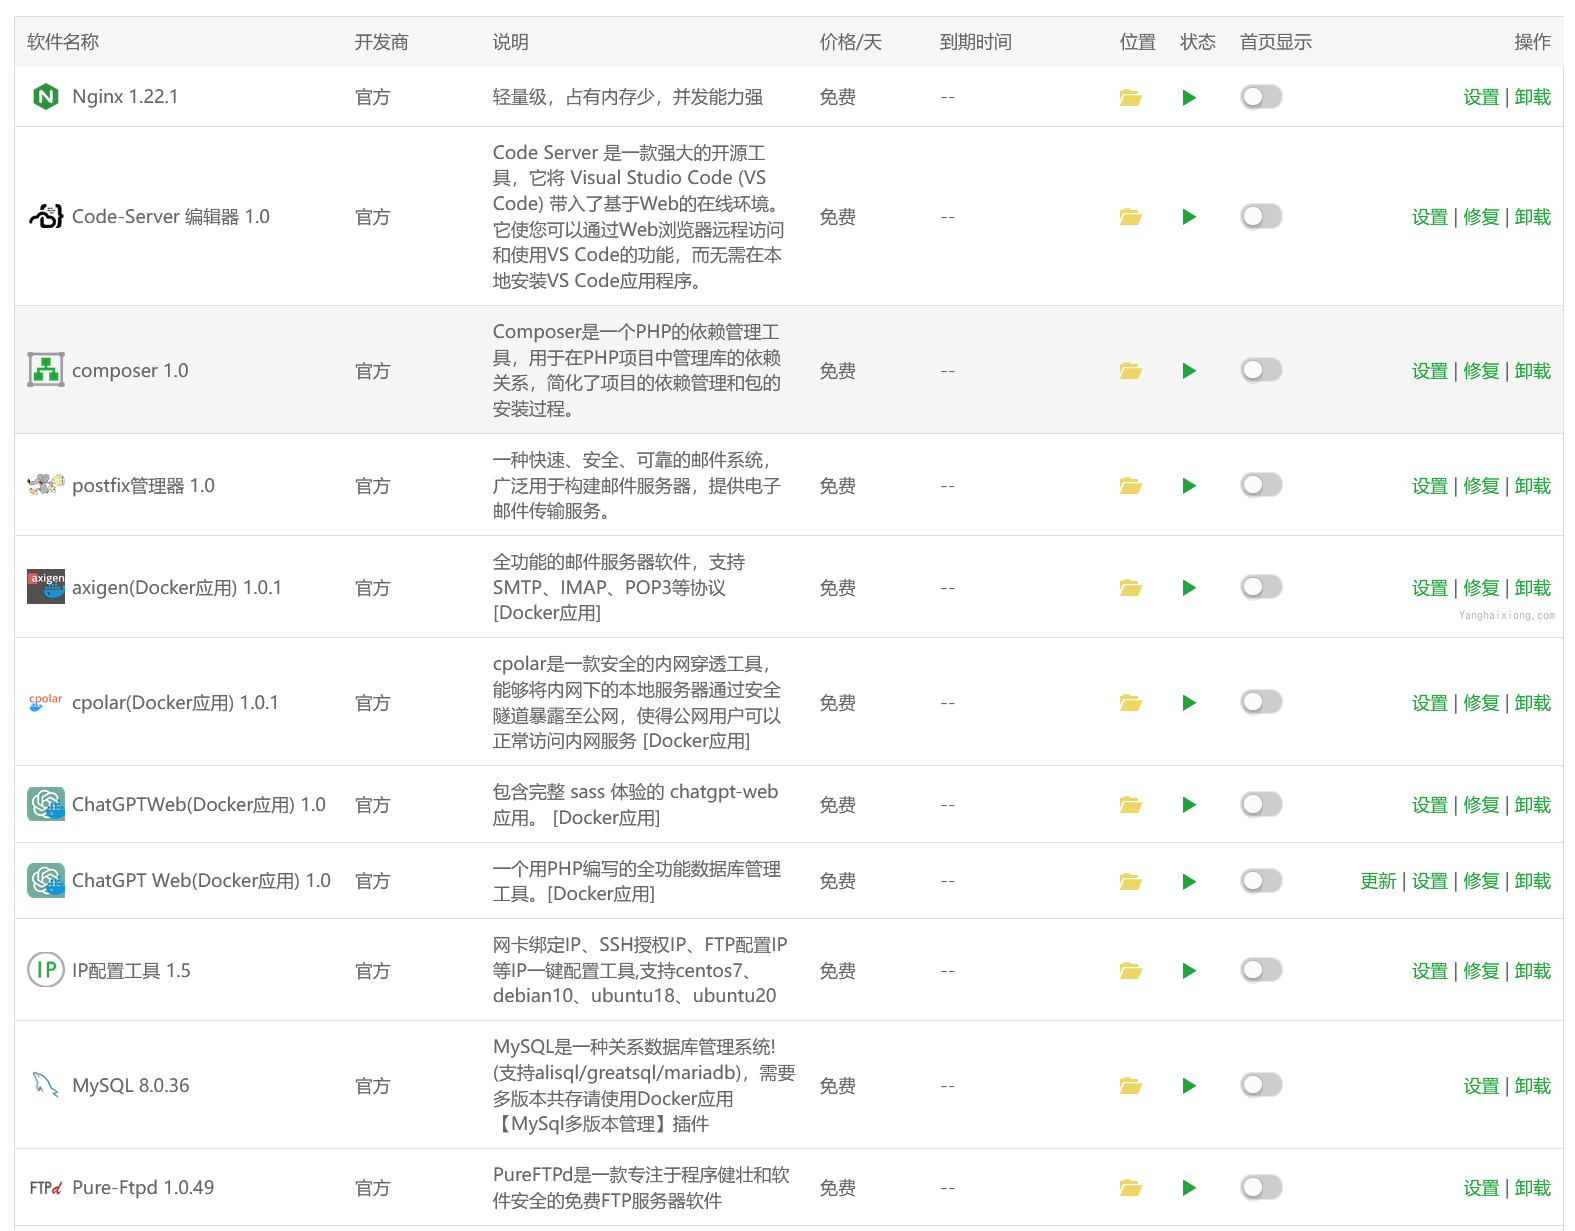 软件名称 开发商 说明 价格/天 到期时间 位置 状态 首页显示 操作
Nginx 1.22.1 官方 轻量级，占有内存少，并发能力强 免费 -- 设置 | 卸载
Code Server 是一款强大的开源工
具，它将 Visual Studio Code (VS
Code) 带入了基于Web的在线环境。
Code-Server 编辑器 1.0 官方 它使您可以通过Web浏览器远程访问 免费 -- 设置 | 修复 | 卸载
和使用VS Code的功能，而无需在本
地安装VS Code应用程序。
Composer是一个PHP的依赖管理工
具，用于在PHP项目中管理库的依赖
composer 1.0 官方 关系，简化了项目的依赖管理和包的 免费 -- 设置 | 修复 | 卸载
安装过程。
一种快速、安全、可靠的邮件系统，
postfix管理器 1.0 官方 广泛用于构建邮件服务器，提供电子 免费 -- 设置 | 修复 | 卸载
邮件传输服务。
全功能的邮件服务器软件，支持
axigen axigen(Docker应用) 1.0.1 官方 SMTP、IMAP、POP3等协议 免费 -- 设置 | 修复 | 卸载
[Docker应用]
Yanghaixiong.com
cpolar是一款安全的内网穿透工具，
能够将内网下的本地服务器通过安全
cpolar cpolar(Docker应用) 1.0.1 官方 隧道暴露至公网，使得公网用户可以 免费 -- 设置 | 修复 | 卸载
正常访问内网服务 [Docker应用]
包含完整 sass 体验的 chatgpt-web
ChatGPTWeb(Docker应用) 1.0 官方 应用。 [Docker应用] 免费 -- 设置 | 修复 | 卸载
一个用PHP编写的全功能数据库管理
ChatGPT Web(Docker应用) 1.0 官方 工具。[Docker应用] 免费 -- 更新 | 设置 | 修复 | 卸载
网卡绑定IP、SSH授权IP、FTP配置IP
IP IP配置工具 1.5 官方 等IP一键配置工具,支持centos7、 免费 -- 设置 | 修复 | 卸载
debian10、ubuntu18、ubuntu20
MySQL是一种关系数据库管理系统!
(支持alisql/greatsql/mariadb)，需要
MySQL 8.0.36 官方 多版本共存请使用Docker应用 免费 -- 设置 | 卸载
【MySql多版本管理】插件
PureFTPd是一款专注于程序健壮和软
FTPd Pure-Ftpd 1.0.49 官方 件安全的免费FTP服务器软件 免费 -- 设置 | 卸载